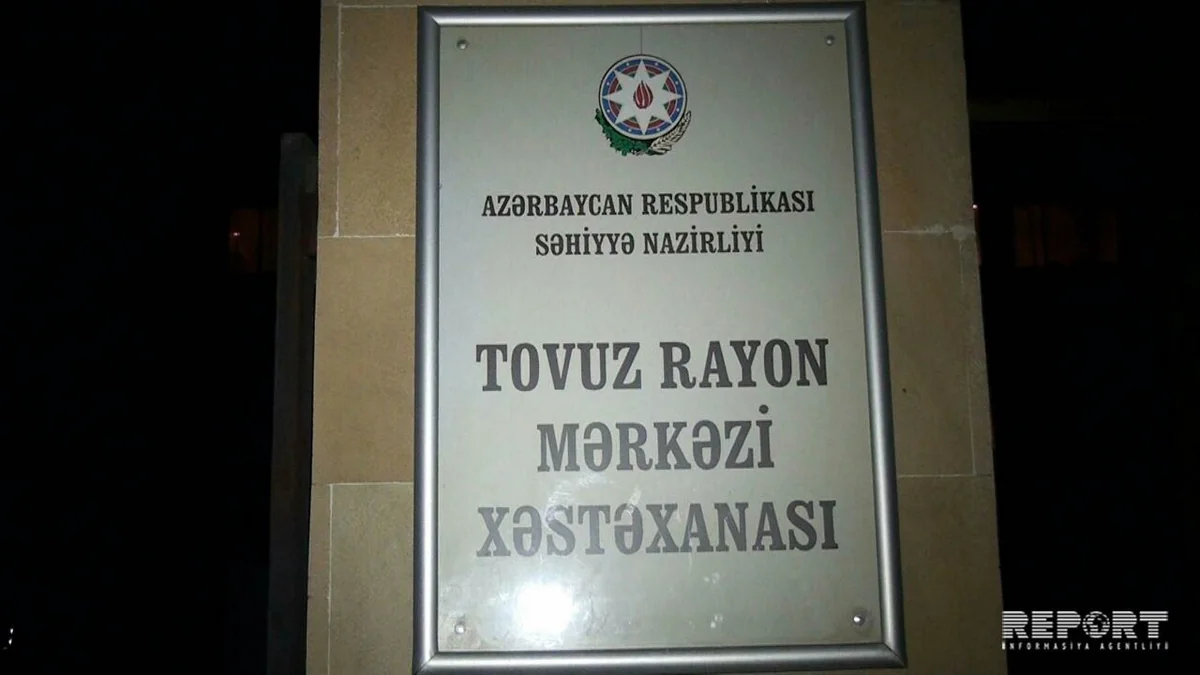 AZƏRBAYCAN RESPUBLİKASI
SƏHİYYƏ NAZİRLİYİ
TOVUZ RAYON
MƏRKƏZİ
XƏSTƏXANASI
REPORT
İNFORMASİYA AGENTLİYİ